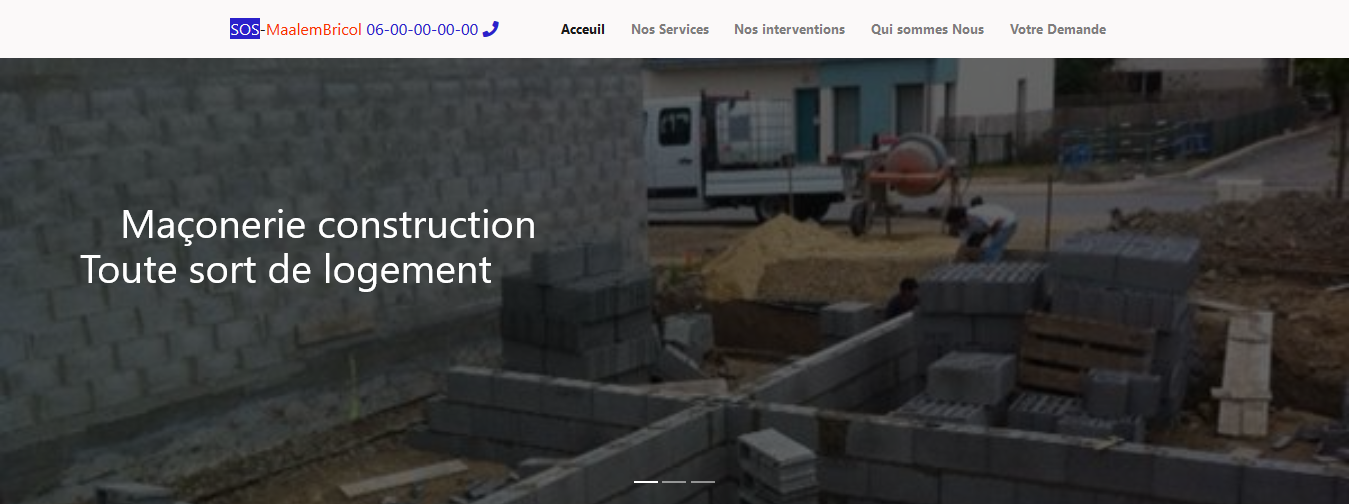 SOS-MaalemBricol 06-00-00-00-00 Acceuil Nos Services Nos interventions Qui sommes Nous Votre Demande
Maçonerie construction
Toute sort de logement